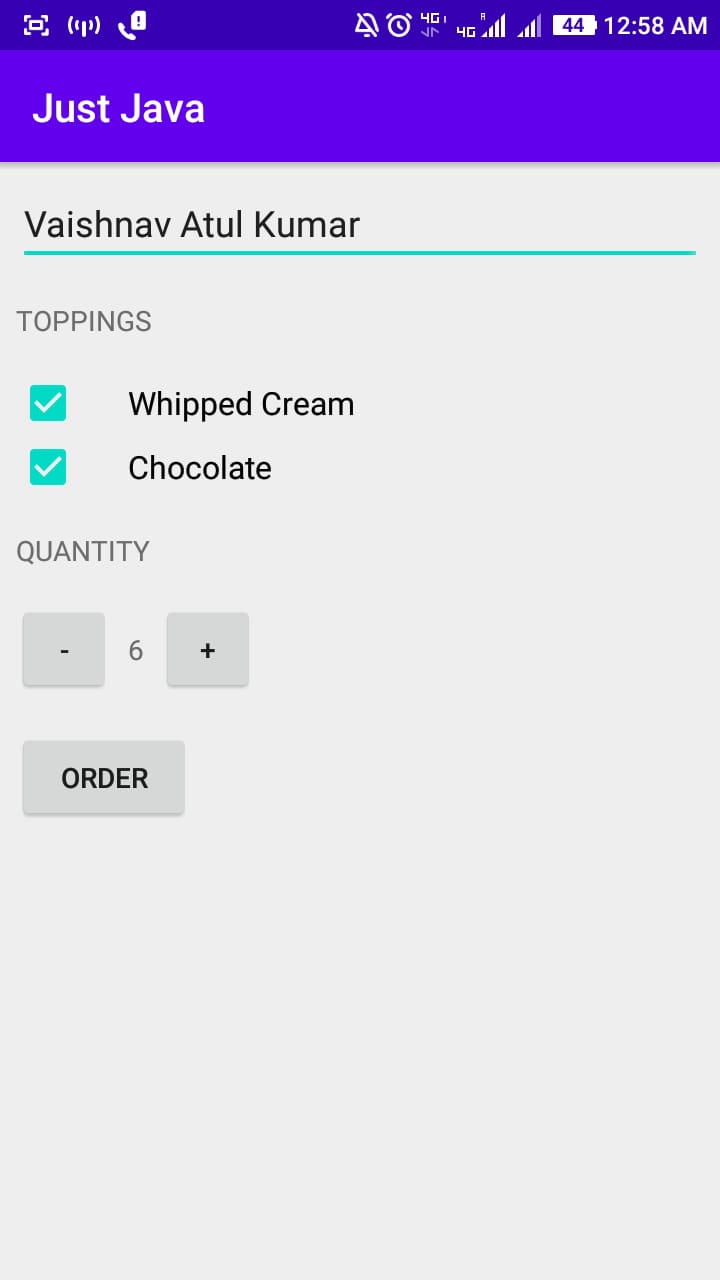 4G 4G R 44 12:58 AM
Just Java
Vaishnav Atul Kumar
TOPPINGS
Whipped Cream
Chocolate
QUANTITY
- 6 +
ORDER